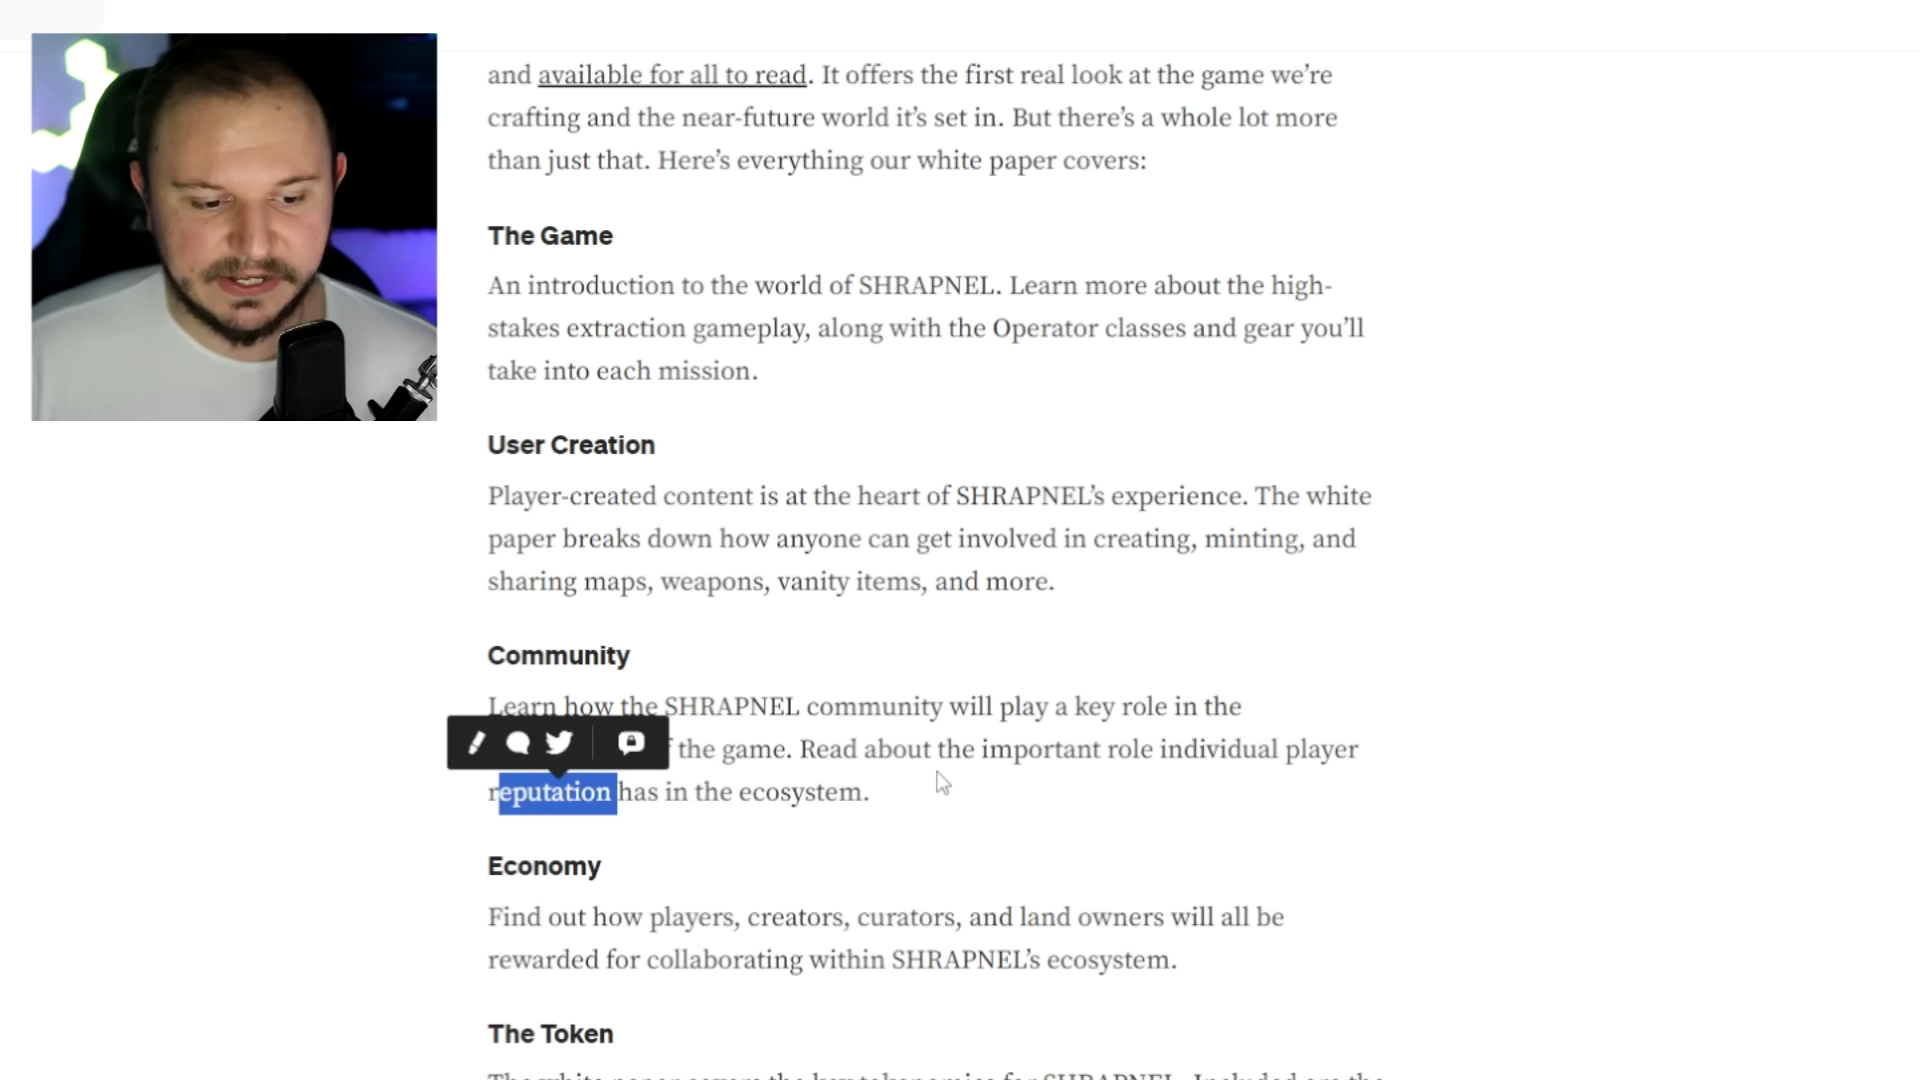 and available for all to read. It offers the first real look at the game we're
crafting and the near-future world it's set in. But there's a whole lot more
than just that. Here's everything our white paper covers:
The Game
An introduction to the world of SHRAPNEL. Learn more about the high-
stakes extraction gameplay, along with the Operator classes and gear you'll
take into each mission.
User Creation
Player-created content is at the heart of SHRAPNEL's experience. The white
paper breaks down how anyone can get involved in creating, minting, and
sharing maps, weapons, vanity items, and more.
Community
Learn how the SHRAPNEL community will play a key role in the
the game. Read about the important role individual player
reputation has in the ecosystem.
Economy
Find out how players, creators, curators, and land owners will all be
rewarded for collaborating within SHRAPNEL's ecosystem.
The Token